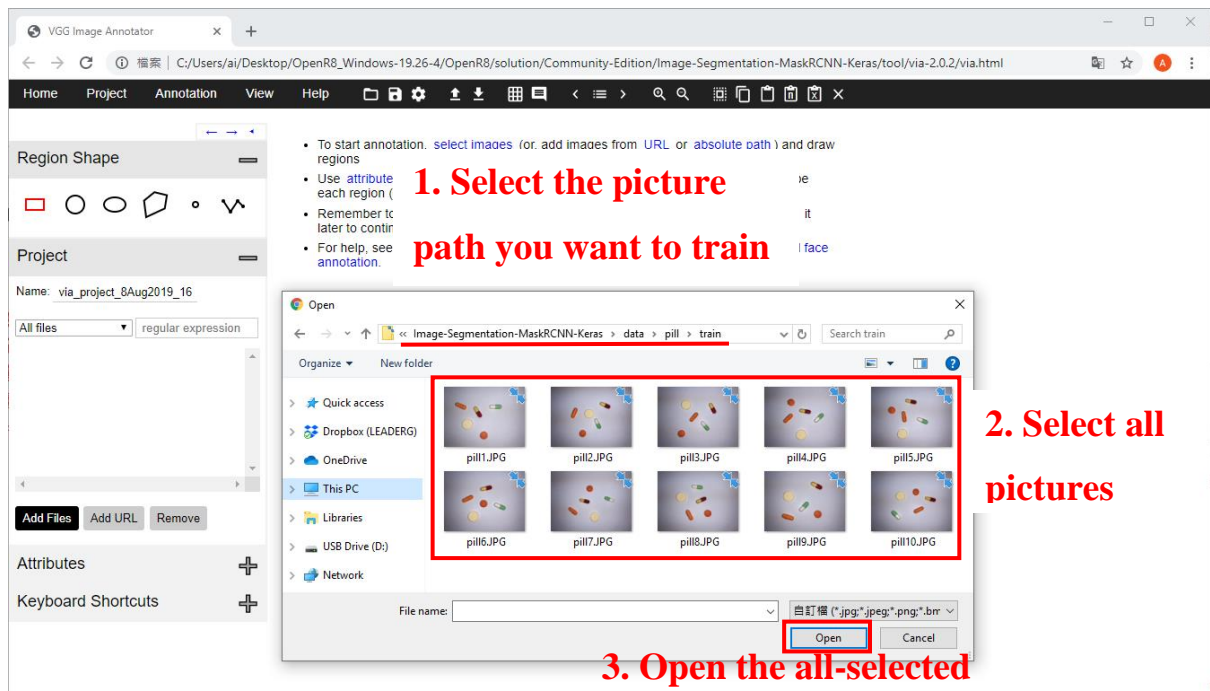 VGG Image Annotator
檔案 | C:/Users/ai/Desktop/OpenR8_Windows-19.26-4/OpenR8/solution/Community-Edition/Image-Segmentation-MaskRCNN-Keras/tool/via-2.0.2/via.html
A
Home Project Annotation View Help
Region Shape
To start annotation, select images (or, add images from URL or absolute path ) and draw
regions
Use attribute
each region (
Remember to
it
later to contin
For help, see
face
annotation.
1. Select the picture
path you want to train
Project
Name: via_project_8Aug2019_16
All files regular expression
Add Files Add URL Remove
Attributes
Keyboard Shortcuts
Open
« Image-Segmentation-MaskRCNN-Keras > data > pill > train
Search train
Organize New folder
Quick access
Dropbox (LEADERG)
OneDrive
This PC
Libraries
USB Drive (D:)
Network
pill1.JPG pill2.JPG pill3.JPG pill4.JPG pill5.JPG
pill6.JPG pill7.JPG pill8.JPG pill9.JPG pill10.JPG
2. Select all
pictures
File name:
自訂檔 (*.jpg;*.jpeg;*.png;*.bm
Open Cancel
3. Open the all-selected